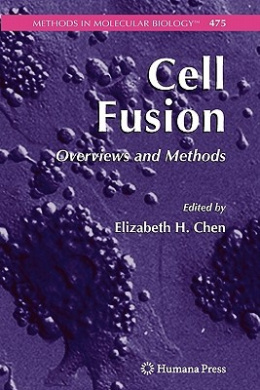 METHODS IN MOLECULAR BIOLOGY™ 475
Cell
Fusion
Overviews and Methods
Edited by
Elizabeth H. Chen
Humana Press